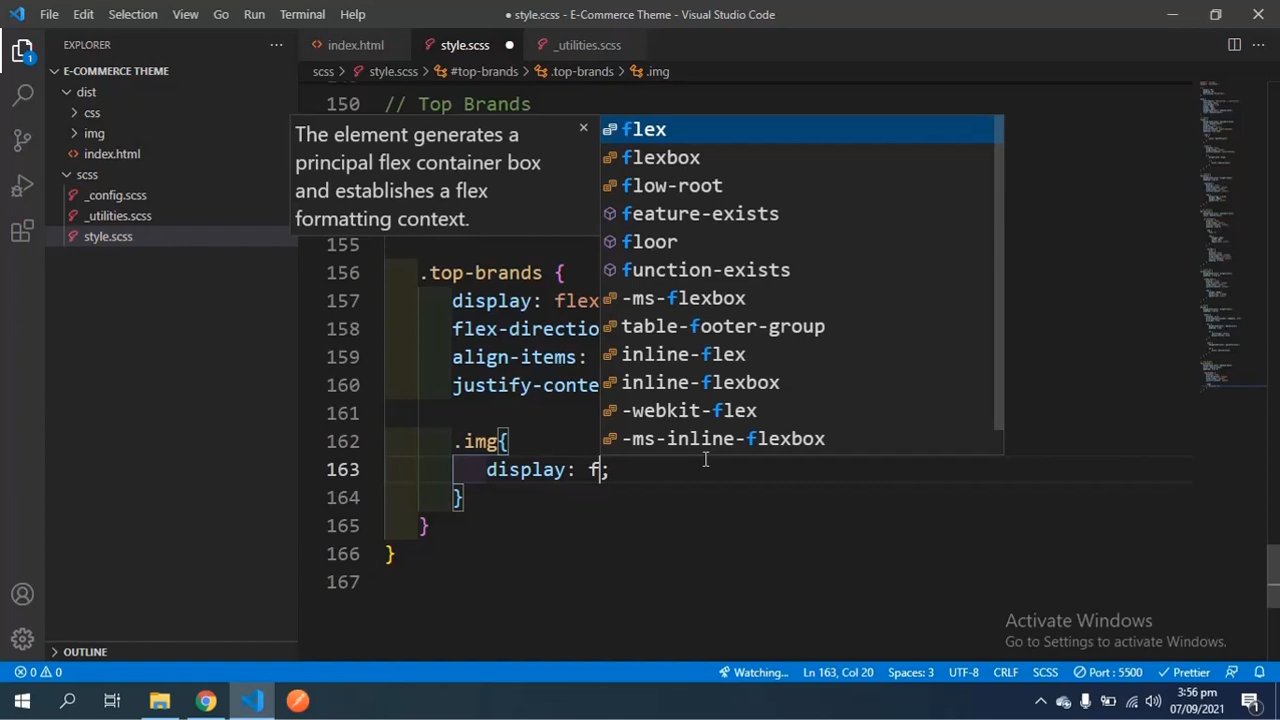 File Edit Selection View Go Run Terminal Help
● style.scss - E-Commerce Theme - Visual Studio Code
EXPLORER
index.html
style.scss
_utilities.scss
E-COMMERCE THEME
scss > style.scss > #top-brands > .top-brands > .img
dist
css
img
index.html
scss
_config.scss
_utilities.scss
style.scss
OUTLINE
1
150 // Top Brands
The element generates a
principal flex container box
and establishes a flex
formatting context.
flex
flexbox
flow-root
feature-exists
floor
function-exists
-ms-flexbox
table-footer-group
inline-flex
inline-flexbox
-webkit-flex
-ms-inline-flexbox
155
156 .top-brands {
157 display: flex
158 flex-directio
159 align-items:
160 justify-conte
161
162 .img{
163 display: f;
164 }
165 }
166 }
167
Activate Windows
Go to Settings to activate Windows.
0 0
Watching... Ln 163, Col 20 Spaces: 3 UTF-8 CRLF SCSS Port : 5500 Prettier
3:56 pm
07/09/2021
1